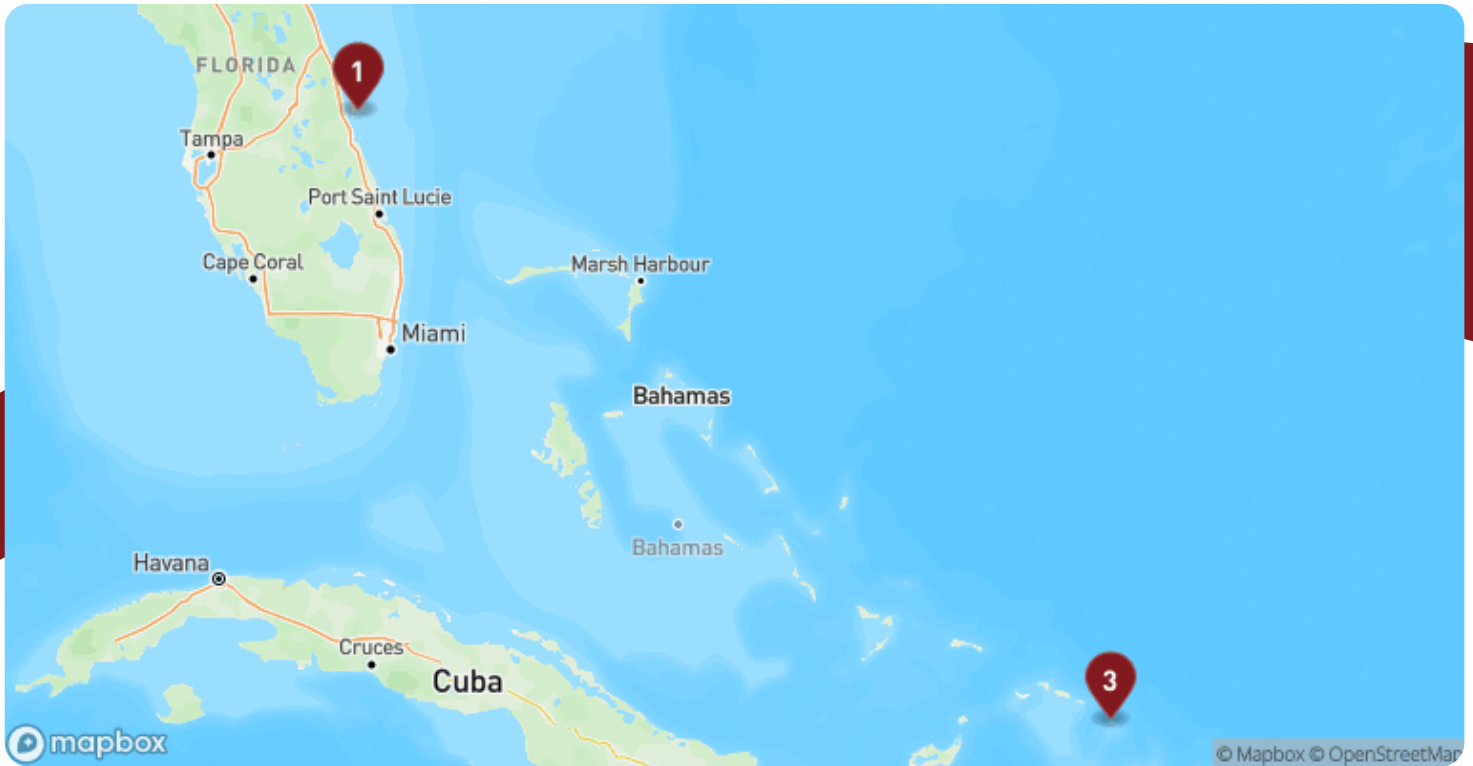 FLORIDA
1
Tampa
Port Saint Lucie
Cape Coral
Marsh Harbour
Miami
Bahamas
Bahamas
Havana
Cruces
Cuba
3
mapbox
© Mapbox © OpenStreetMap